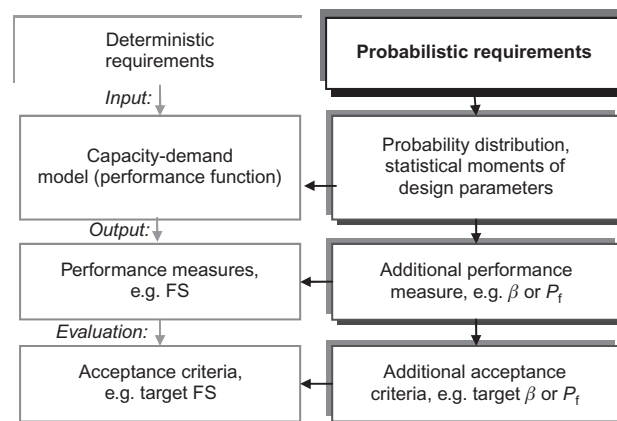 Deterministic
requirements
Probabilistic requirements
Input:
Capacity-demand
model (performance function)
Probability distribution,
statistical moments of
design parameters
Output:
Performance measures,
e.g. FS
Additional performance
measure, e.g. β or Pf
Evaluation:
Acceptance criteria,
e.g. target FS
Additional acceptance
criteria, e.g. target β or Pf